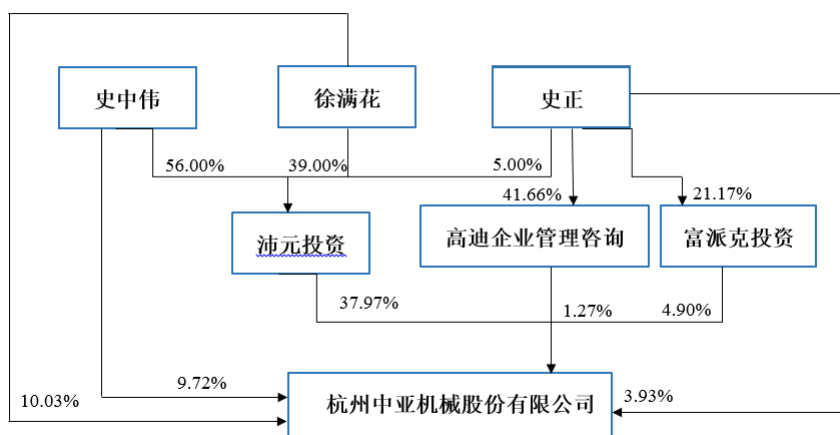 史中伟
徐满花
史正
56.00%
39.00%
5.00%
41.66%
21.17%
沛元投资
高迪企业管理咨询
富派克投资
37.97%
1.27%
4.90%
9.72%
10.03%
杭州中亚机械股份有限公司
3.93%